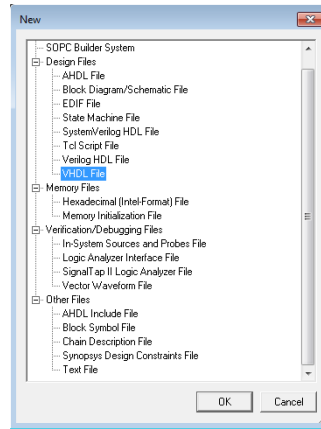 New
SOPC Builder System
Design Files
AHDL File
Block Diagram/Schematic File
EDIF File
State Machine File
SystemVerilog HDL File
Tcl Script File
Verilog HDL File
VHDL File
Memory Files
Hexadecimal (Intel-Format) File
Memory Initialization File
Verification/Debugging Files
In-System Sources and Probes File
Logic Analyzer Interface File
SignalTap II Logic Analyzer File
Vector Waveform File
Other Files
AHDL Include File
Block Symbol File
Chain Description File
Synopsys Design Constraints File
Text File
OK Cancel